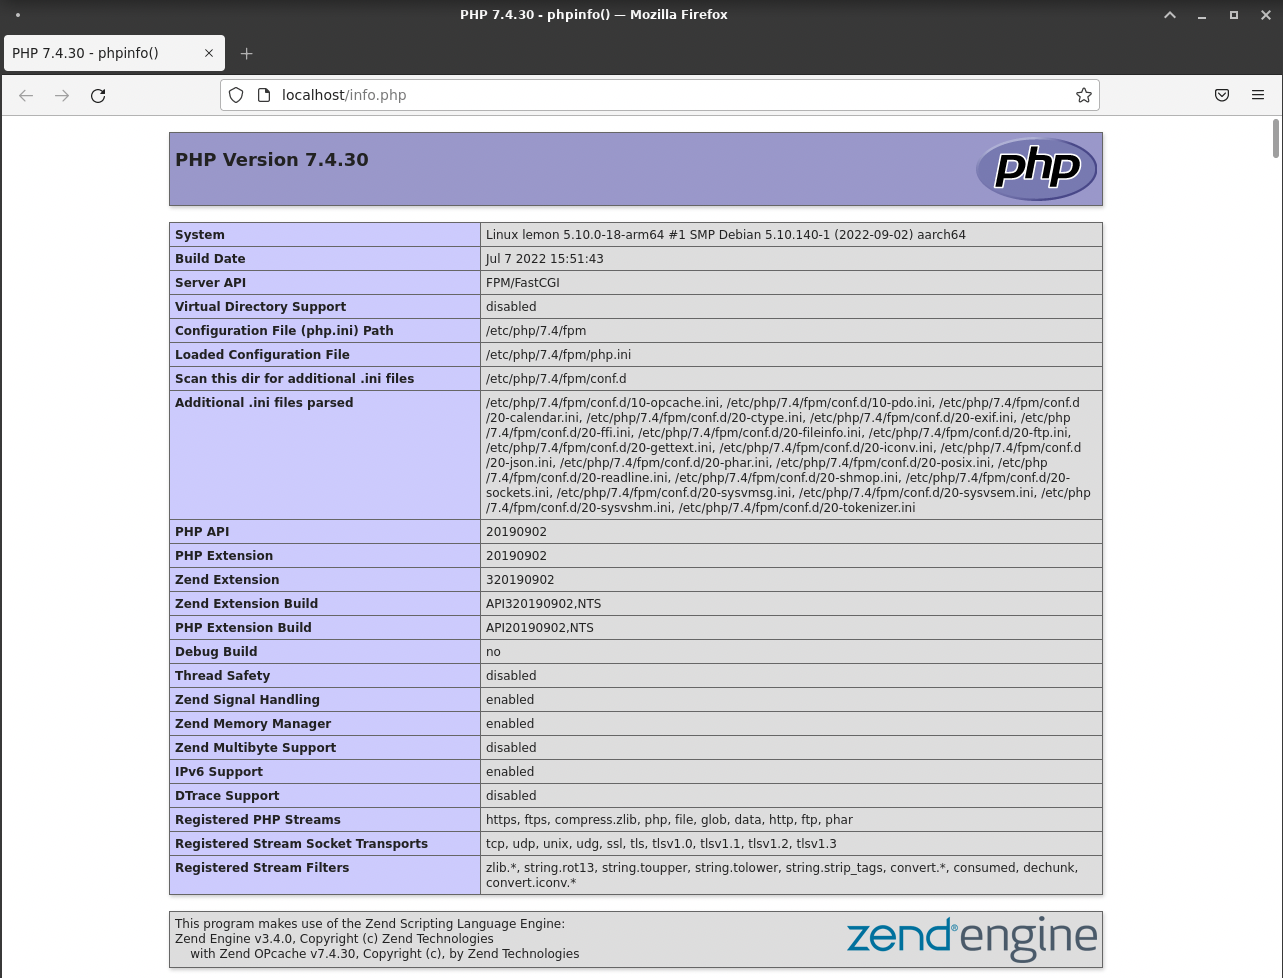 PHP 7.4.30 - phpinfo() — Mozilla Firefox
PHP 7.4.30 - phpinfo()
localhost/info.php
PHP Version 7.4.30
php
System Linux lemon 5.10.0-18-arm64 #1 SMP Debian 5.10.140-1 (2022-09-02) aarch64
Build Date Jul 7 2022 15:51:43
Server API FPM/FastCGI
Virtual Directory Support disabled
Configuration File (php.ini) Path /etc/php/7.4/fpm
Loaded Configuration File /etc/php/7.4/fpm/php.ini
Scan this dir for additional .ini files /etc/php/7.4/fpm/conf.d
Additional .ini files parsed /etc/php/7.4/fpm/conf.d/10-opcache.ini, /etc/php/7.4/fpm/conf.d/10-pdo.ini, /etc/php/7.4/fpm/conf.d
/20-calendar.ini, /etc/php/7.4/fpm/conf.d/20-ctype.ini, /etc/php/7.4/fpm/conf.d/20-exif.ini, /etc/php
/7.4/fpm/conf.d/20-ffi.ini, /etc/php/7.4/fpm/conf.d/20-fileinfo.ini, /etc/php/7.4/fpm/conf.d/20-ftp.ini,
/etc/php/7.4/fpm/conf.d/20-gettext.ini, /etc/php/7.4/fpm/conf.d/20-iconv.ini, /etc/php/7.4/fpm/conf.d
/20-json.ini, /etc/php/7.4/fpm/conf.d/20-phar.ini, /etc/php/7.4/fpm/conf.d/20-posix.ini, /etc/php
/7.4/fpm/conf.d/20-readline.ini, /etc/php/7.4/fpm/conf.d/20-shmop.ini, /etc/php/7.4/fpm/conf.d/20-
sockets.ini, /etc/php/7.4/fpm/conf.d/20-sysvmsg.ini, /etc/php/7.4/fpm/conf.d/20-sysvsem.ini, /etc/php
/7.4/fpm/conf.d/20-sysvshm.ini, /etc/php/7.4/fpm/conf.d/20-tokenizer.ini
PHP API 20190902
PHP Extension 20190902
Zend Extension 320190902
Zend Extension Build API320190902,NTS
PHP Extension Build API20190902,NTS
Debug Build no
Thread Safety disabled
Zend Signal Handling enabled
Zend Memory Manager enabled
Zend Multibyte Support disabled
IPv6 Support enabled
DTrace Support disabled
Registered PHP Streams https, ftps, compress.zlib, php, file, glob, data, http, ftp, phar
Registered Stream Socket Transports tcp, udp, unix, udg, ssl, tls, tlsv1.0, tlsv1.1, tlsv1.2, tlsv1.3
Registered Stream Filters zlib.*, string.rot13, string.toupper, string.tolower, string.strip_tags, convert.*, consumed, dechunk,
convert.iconv.*
This program makes use of the Zend Scripting Language Engine:
Zend Engine v3.4.0, Copyright (c) Zend Technologies
with Zend OPcache v7.4.30, Copyright (c), by Zend Technologies
zend® engine